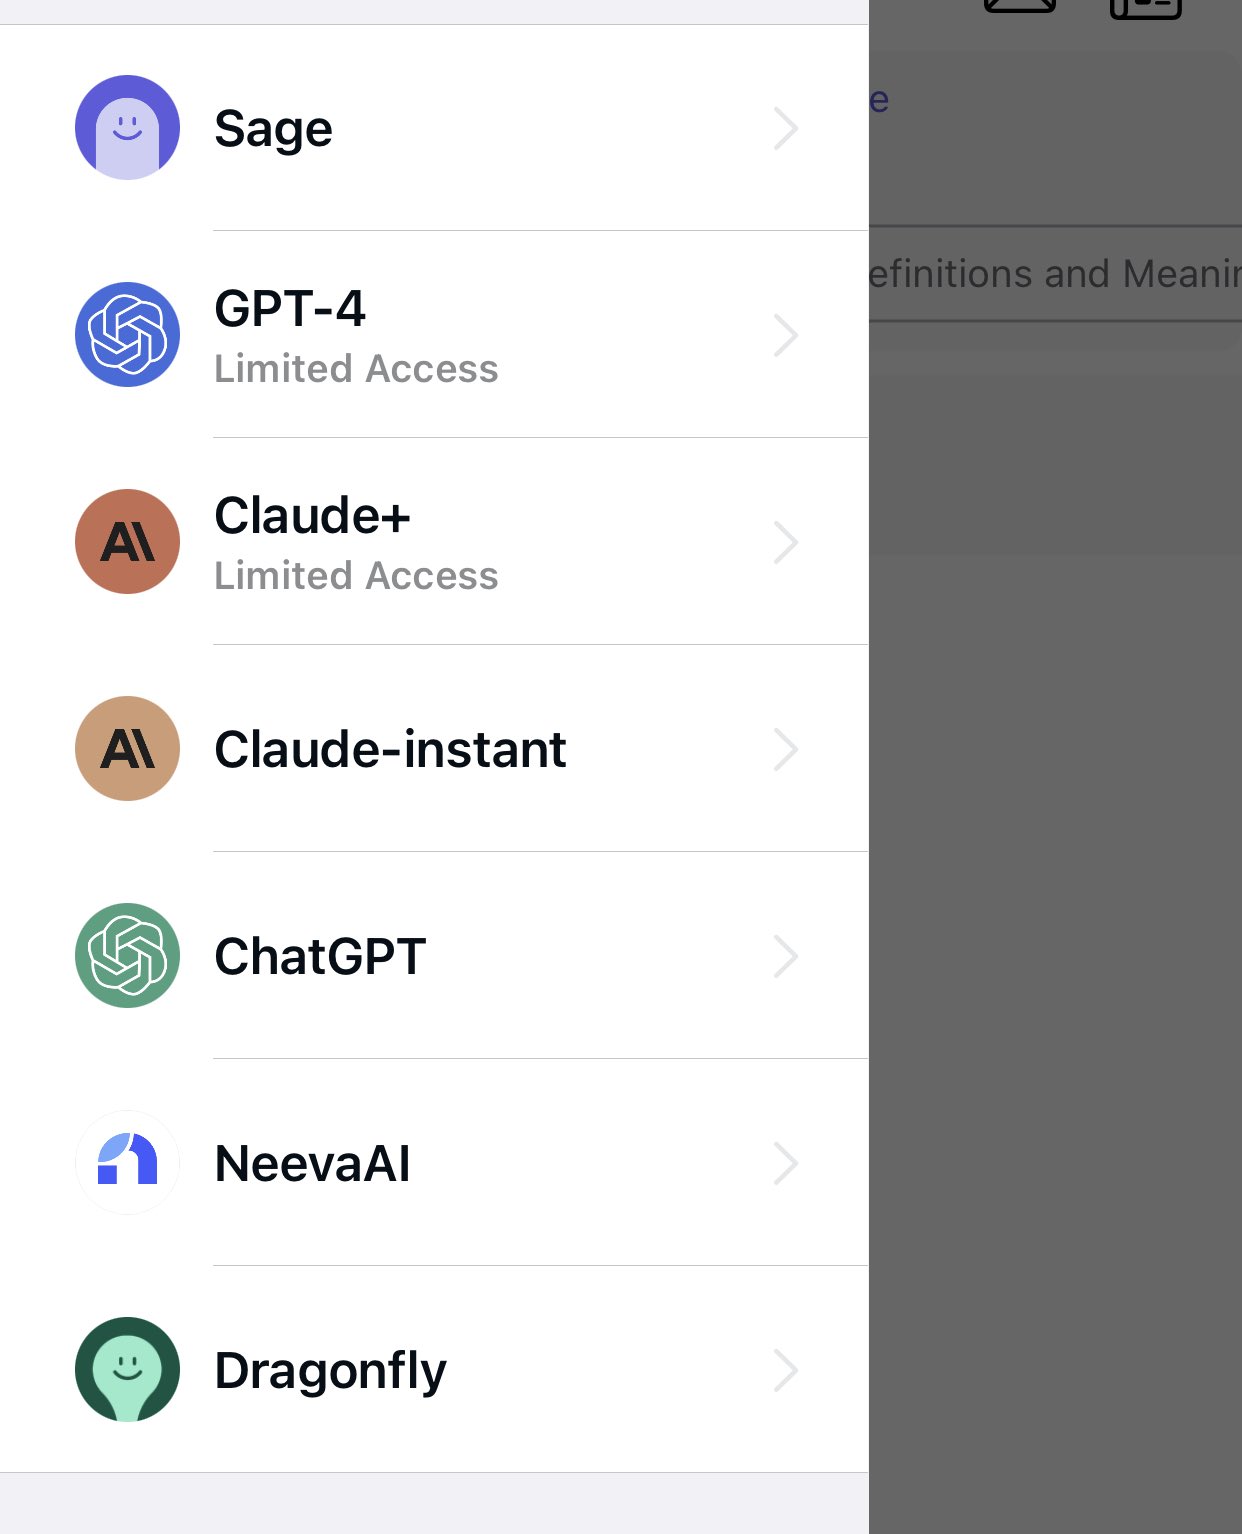 Sage
GPT-4
Limited Access
Claude+
Limited Access
Claude-instant
ChatGPT
NeevaAI
Dragonfly
e
efinitions and Meanin